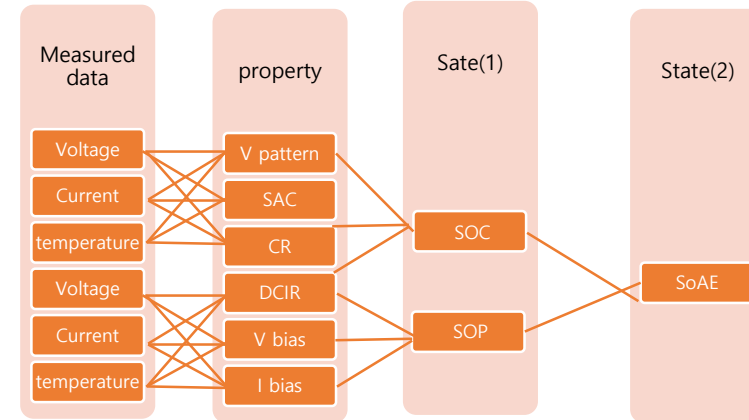 Measured
data
Voltage
Current
temperature
Voltage
Current
temperature
property
V pattern
SAC
CR
DCIR
V bias
I bias
Sate(1)
SOC
SOP
State(2)
SoAE